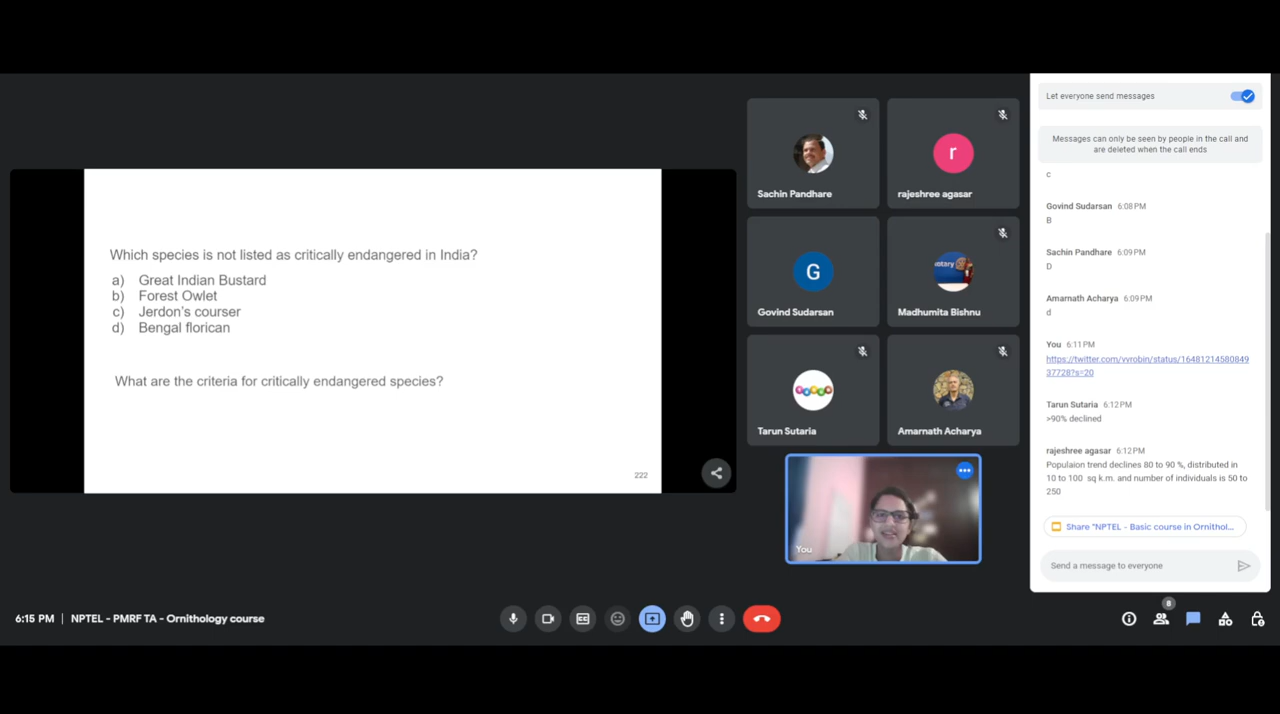 Which species is not listed as critically endangered in India?
a) Great Indian Bustard
b) Forest Owlet
c) Jerdon's courser
d) Bengal florican
What are the criteria for critically endangered species?
222
Sachin Pandhare
r
rajeshree agasar
G
Govind Sudarsan
Madhumita Bishnu
Tarun Sutaria
Amarnath Acharya
You
Let everyone send messages
Messages can only be seen by people in the call and
are deleted when the call ends
c
Govind Sudarsan 6:08 PM
B
Sachin Pandhare 6:09 PM
D
Amarnath Acharya 6:09 PM
d
You 6:11 PM
https://twitter.com/vvrobin/status/16481214580849
37728?s=20
Tarun Sutaria 6:12 PM
>90% declined
rajeshree agasar 6:12 PM
Populaion trend declines 80 to 90 %, distributed in
10 to 100 sq k.m. and number of individuals is 50 to
250
Share "NPTEL - Basic course in Ornithol...
Send a message to everyone
6:15 PM | NPTEL - PMRF TA - Ornithology course
8